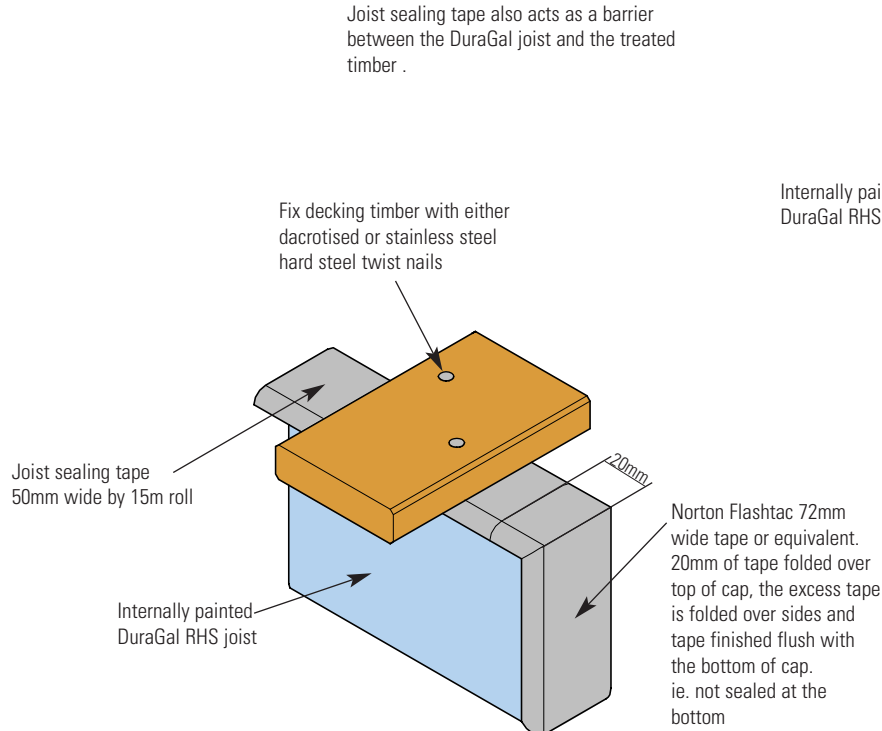 Joist sealing tape also acts as a barrier
between the DuraGal joist and the treated
timber .
Internally pai
DuraGal RHS
Fix decking timber with either
dacrotised or stainless steel
hard steel twist nails
20mm
Joist sealing tape
50mm wide by 15m roll
Norton Flashtac 72mm
wide tape or equivalent.
20mm of tape folded over
top of cap, the excess tape
is folded over sides and
tape finished flush with
the bottom of cap.
ie. not sealed at the
bottom
Internally painted
DuraGal RHS joist